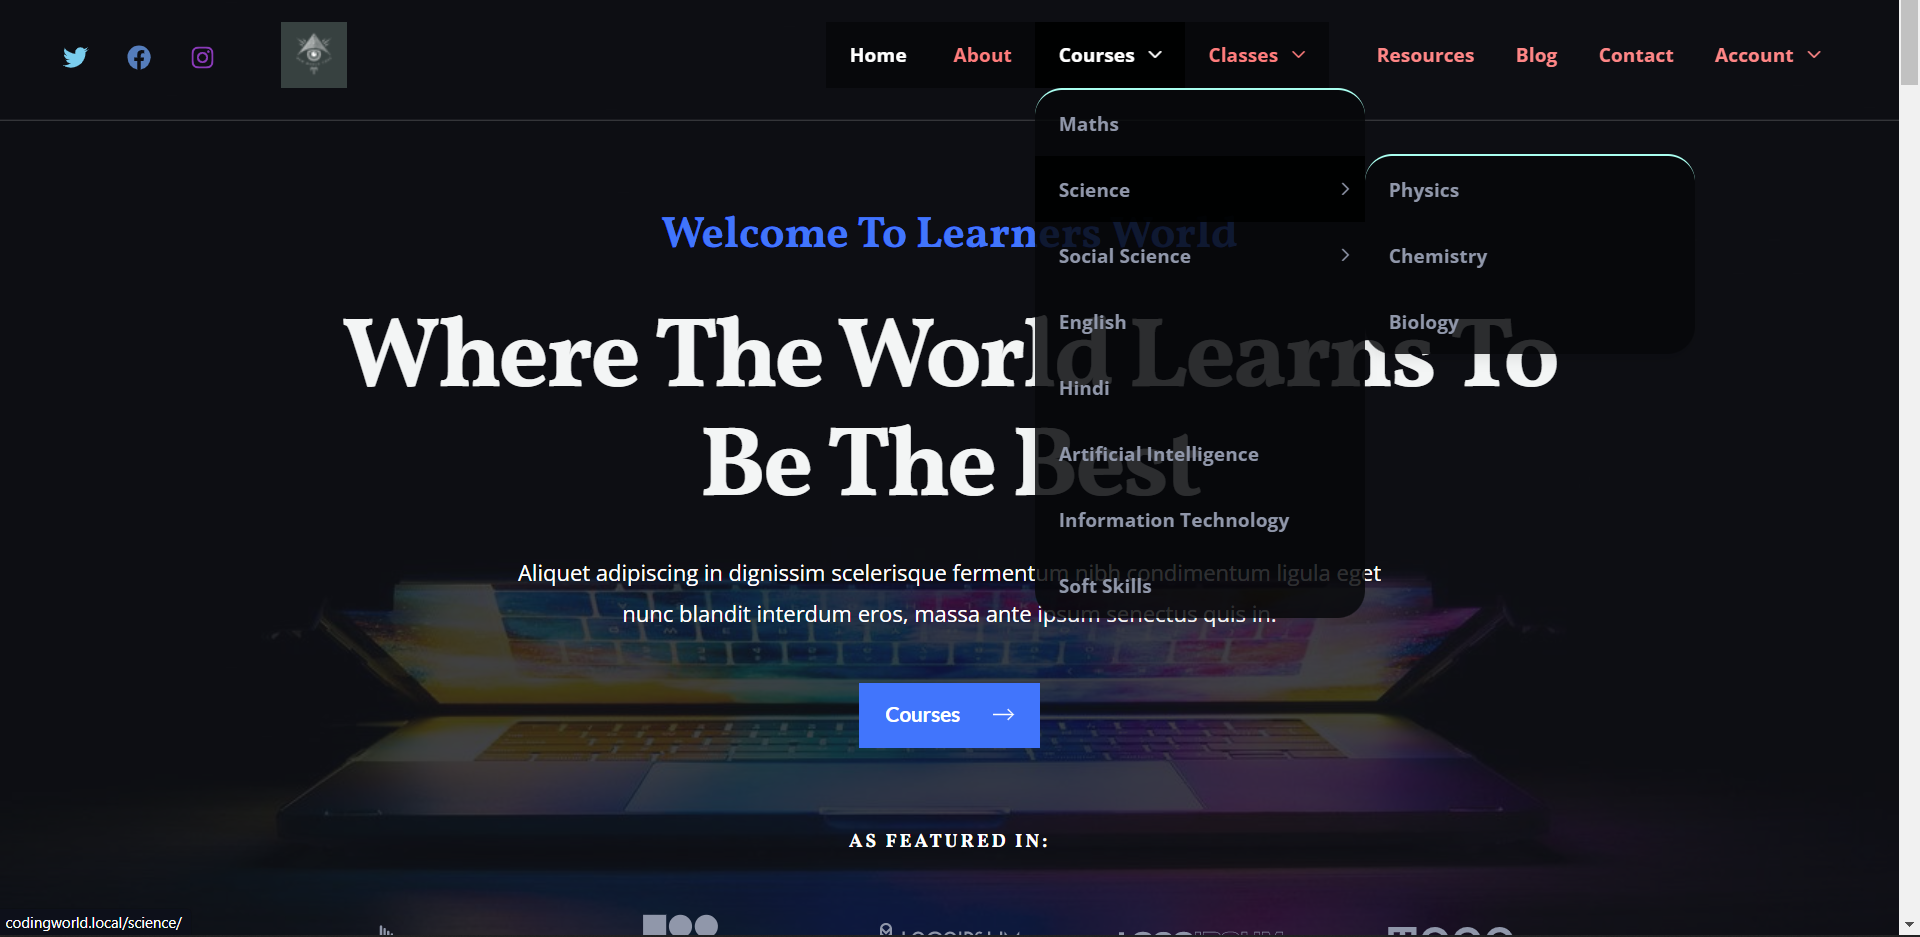 Home About Courses Classes Resources Blog Contact Account
Maths
Science
Physics
Social Science
Chemistry
English
Biology
Hindi
Artificial Intelligence
Information Technology
Soft Skills
Welcome To Learners World
Where The World Learns To
Be The Best
Aliquet adipiscing in dignissim scelerisque fermentum nibh condimentum ligula eget
nunc blandit interdum eros, massa ante ipsum senectus quis in.
Courses
AS FEATURED IN:
codingworld.local/science/